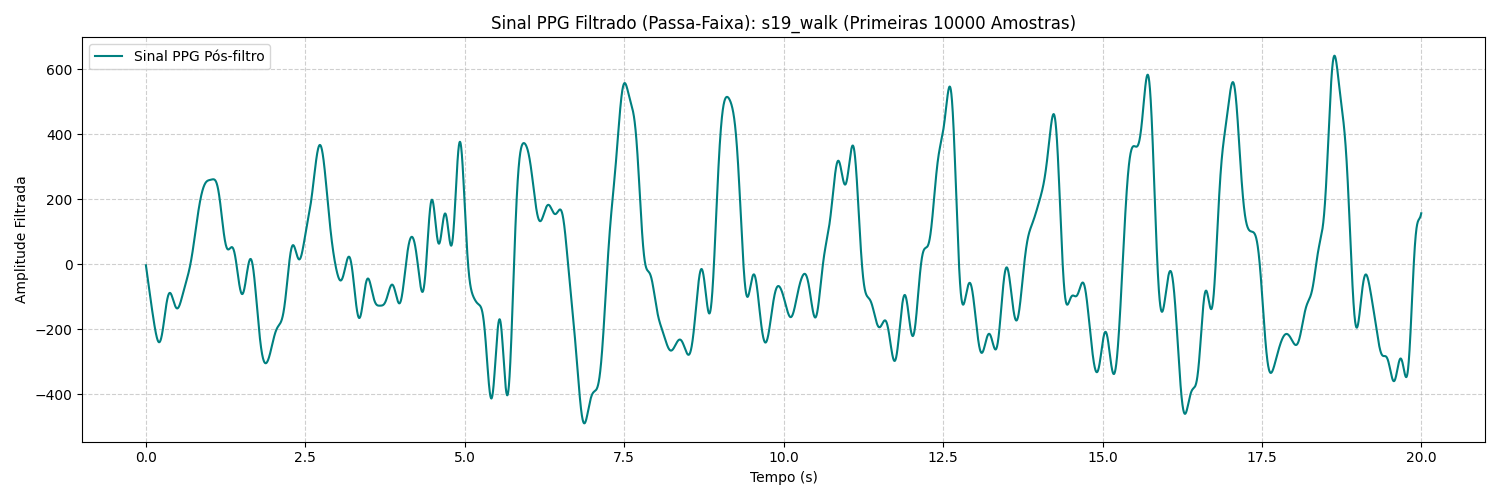 Sinal PPG Filtrado (Passa-Faixa): s19_walk (Primeiras 10000 Amostras)
Sinal PPG Pós-filtro
Amplitude Filtrada
600
400
200
0
−200
−400
0.0 2.5 5.0 7.5 10.0 12.5 15.0 17.5 20.0
Tempo (s)